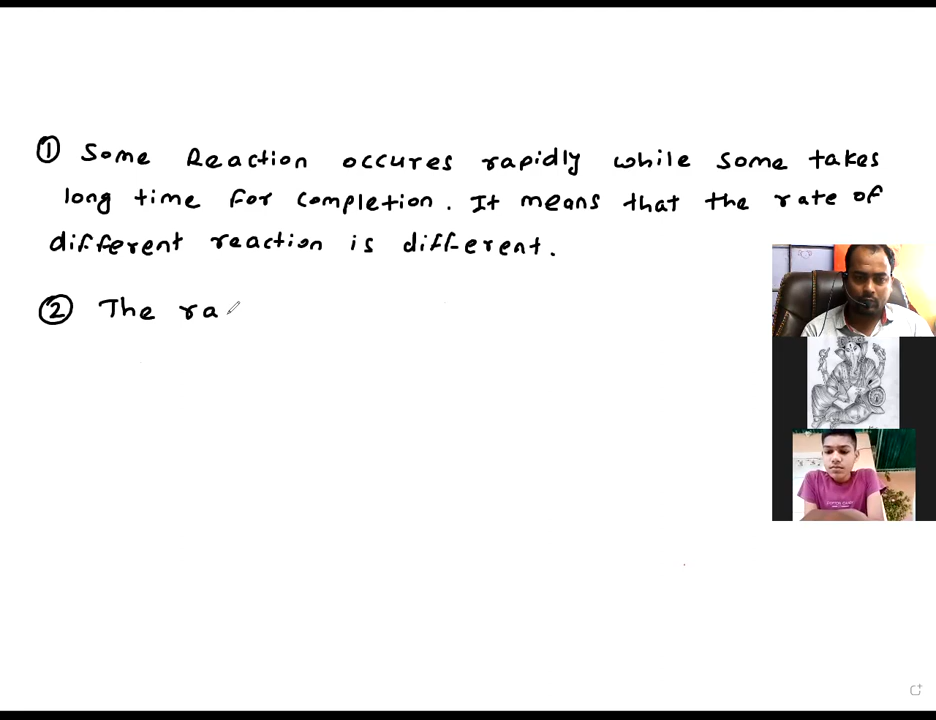 ① Some Reaction occures rapidly while some takes
long time for completion. It means that the rate of
different reaction is different.
② The ra